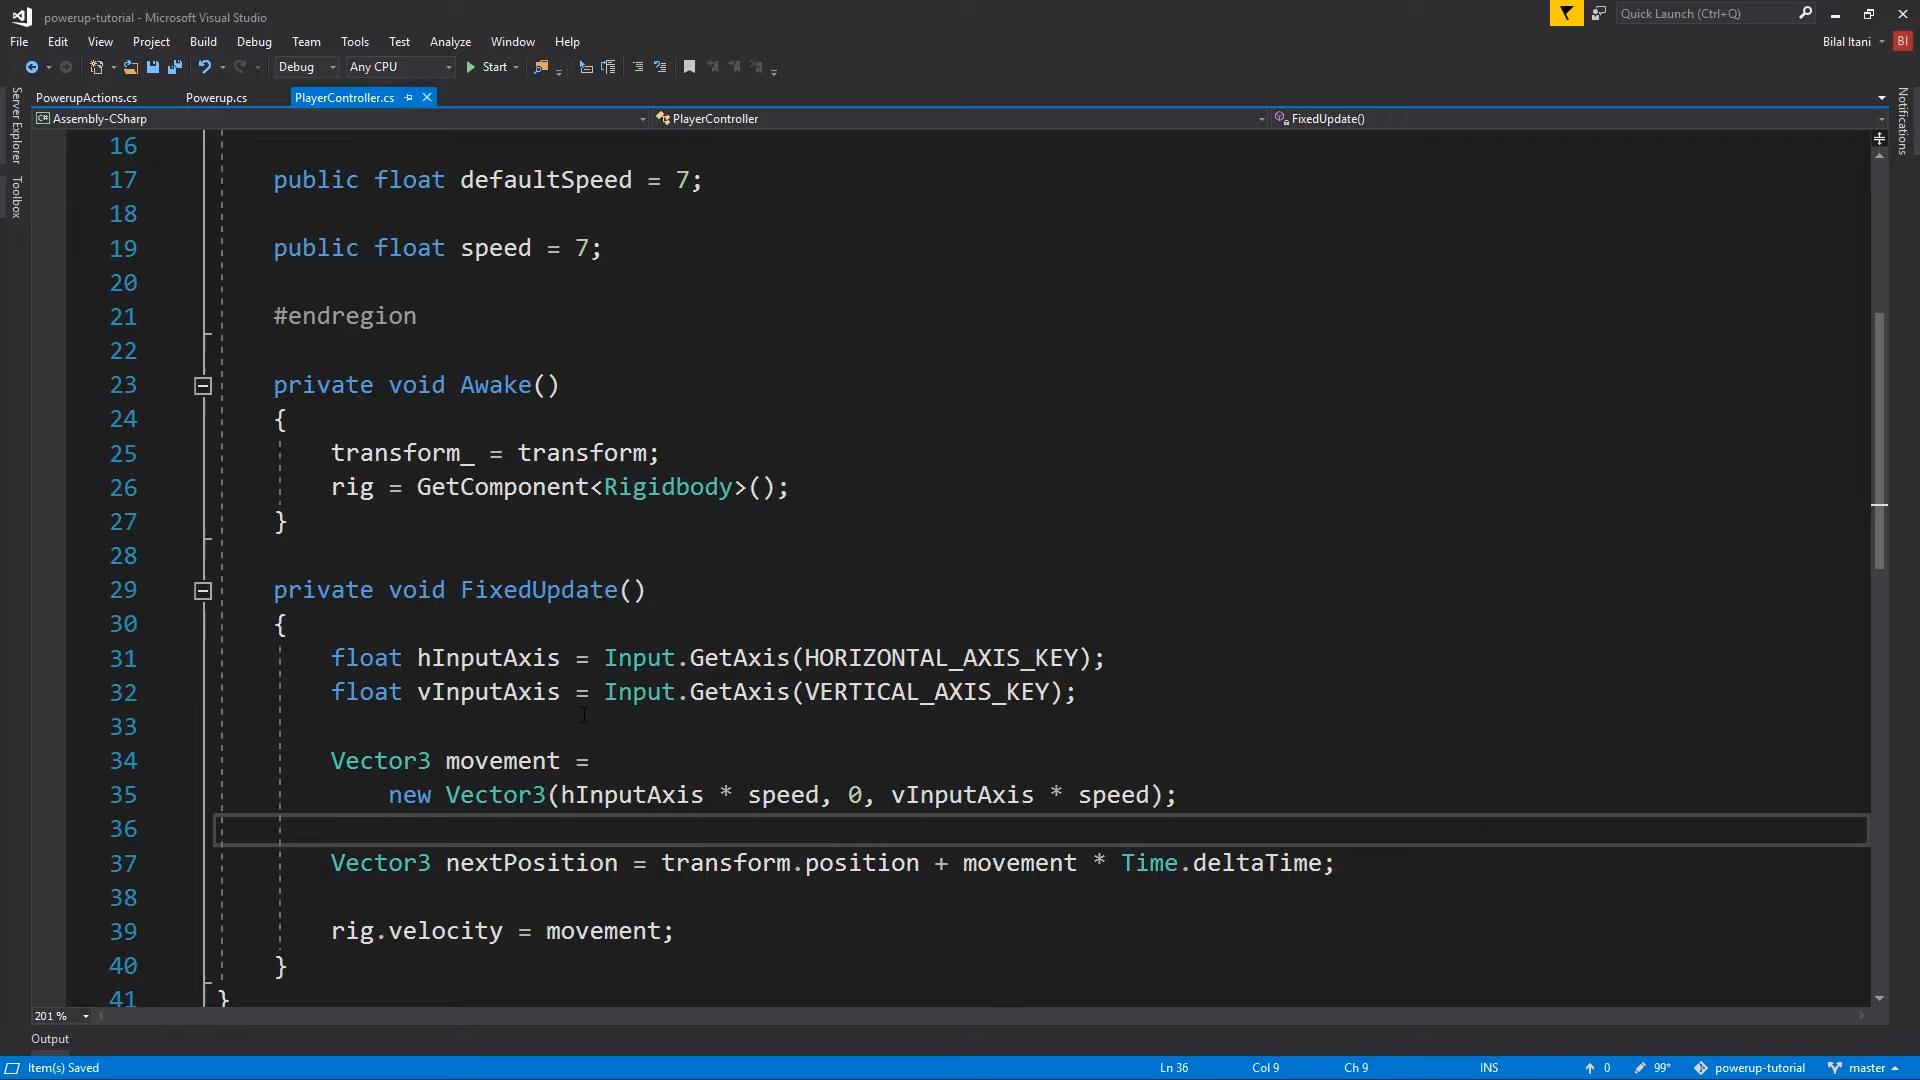 powerup-tutorial - Microsoft Visual Studio
Quick Launch (Ctrl+Q)
File Edit View Project Build Debug Team Tools Test Analyze Window Help
Bilal Itani BI
Debug Any CPU Start
Server Explorer
Toolbox
Notifications
PowerupActions.cs Powerup.cs PlayerController.cs
C# Assembly-CSharp PlayerController FixedUpdate()
16
17 public float defaultSpeed = 7;
18
19 public float speed = 7;
20
21 #endregion
22
23 private void Awake()
24 {
25 transform_ = transform;
26 rig = GetComponent<Rigidbody>();
27 }
28
29 private void FixedUpdate()
30 {
31 float hInputAxis = Input.GetAxis(HORIZONTAL_AXIS_KEY);
32 float vInputAxis = Input.GetAxis(VERTICAL_AXIS_KEY);
33
34 Vector3 movement =
35 new Vector3(hInputAxis * speed, 0, vInputAxis * speed);
36
37 Vector3 nextPosition = transform.position + movement * Time.deltaTime;
38
39 rig.velocity = movement;
40 }
41 }
201 %
Output
Item(s) Saved Ln 36 Col 9 Ch 9 INS 0 99* powerup-tutorial master